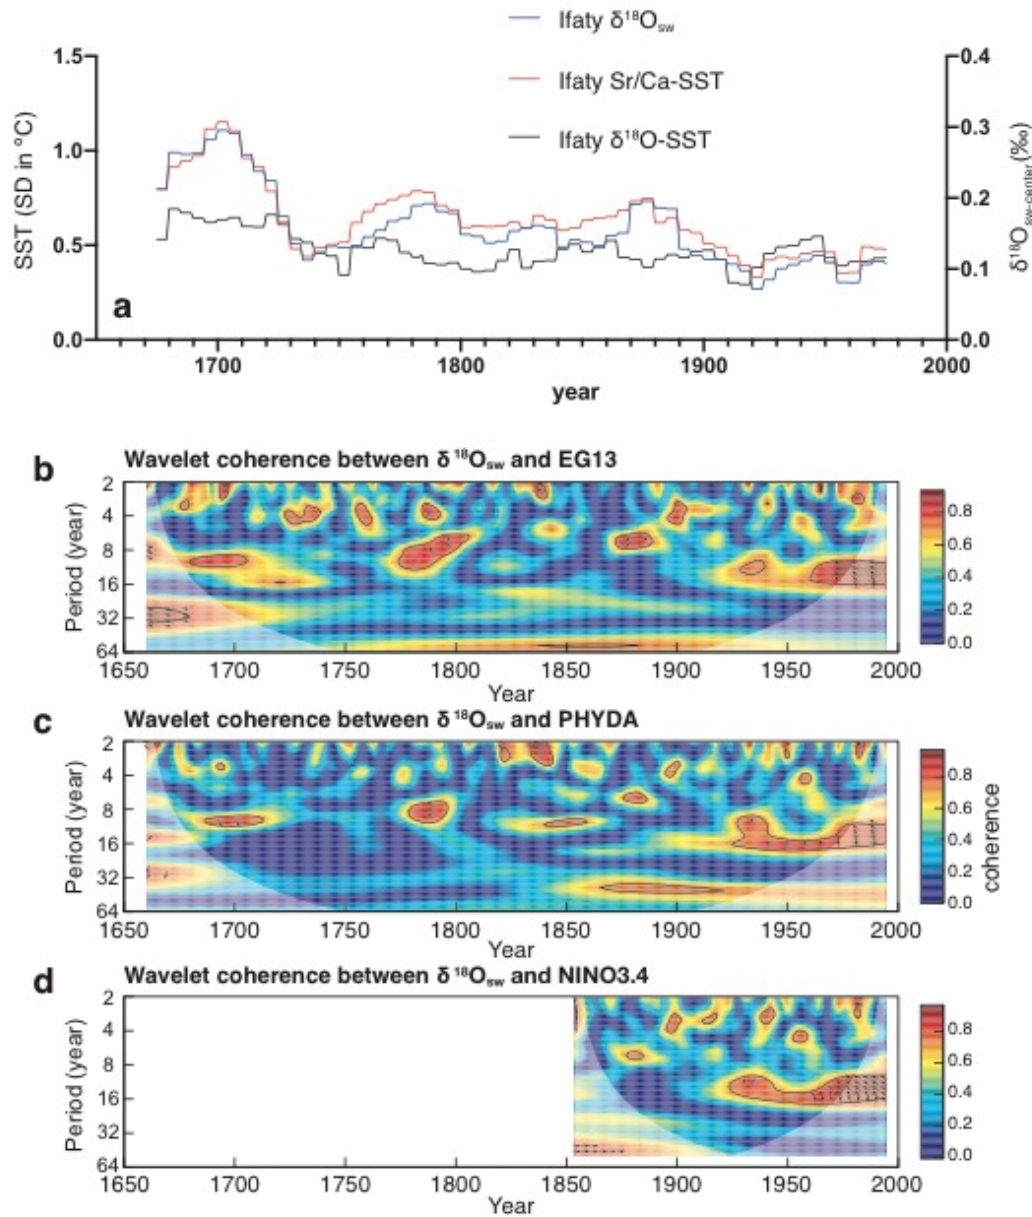 Ifaty δ¹⁸Osw
Ifaty Sr/Ca-SST
Ifaty δ¹⁸O-SST
SST (SD in °C)
1.5
1.0
0.5
0.0
0.4
0.3
0.2
0.1
0.0
δ¹⁸Osw-center(‰)
a
1700 1800 1900 2000
year
b
Wavelet coherence between δ ¹⁸Osw and EG13
Period (year)
2
4
8
16
32
64
0.8
0.6
0.4
0.2
0.0
1650 1700 1750 1800 1850 1900 1950 2000
Year
c
Wavelet coherence between δ ¹⁸Osw and PHYDA
Period (year)
2
4
8
16
32
64
0.8
0.6
0.4
0.2
0.0
coherence
1650 1700 1750 1800 1850 1900 1950 2000
Year
d
Wavelet coherence between δ ¹⁸Osw and NINO3.4
Period (year)
2
4
8
16
32
64
0.8
0.6
0.4
0.2
0.0
1650 1700 1750 1800 1850 1900 1950 2000
Year